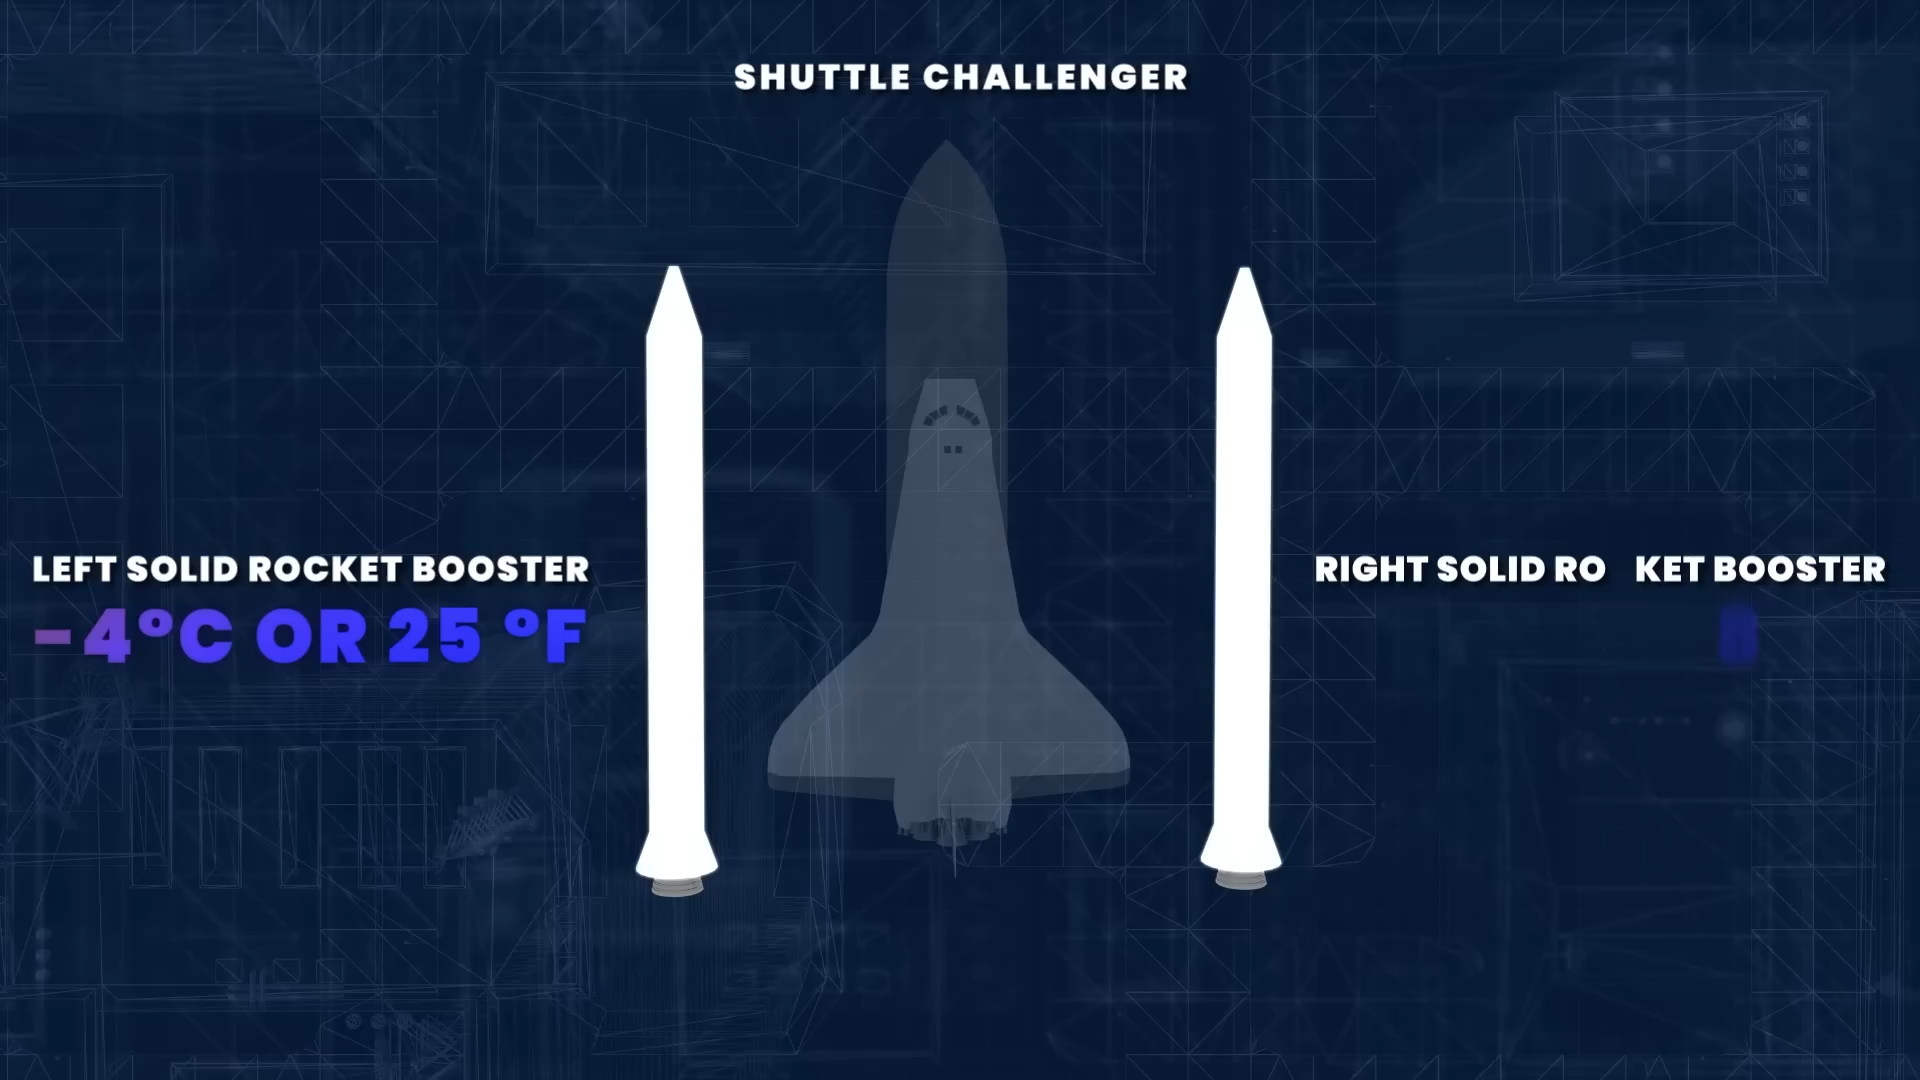 SHUTTLE CHALLENGER
LEFT SOLID ROCKET BOOSTER
-4°C OR 25 °F
RIGHT SOLID RO KET BOOSTER